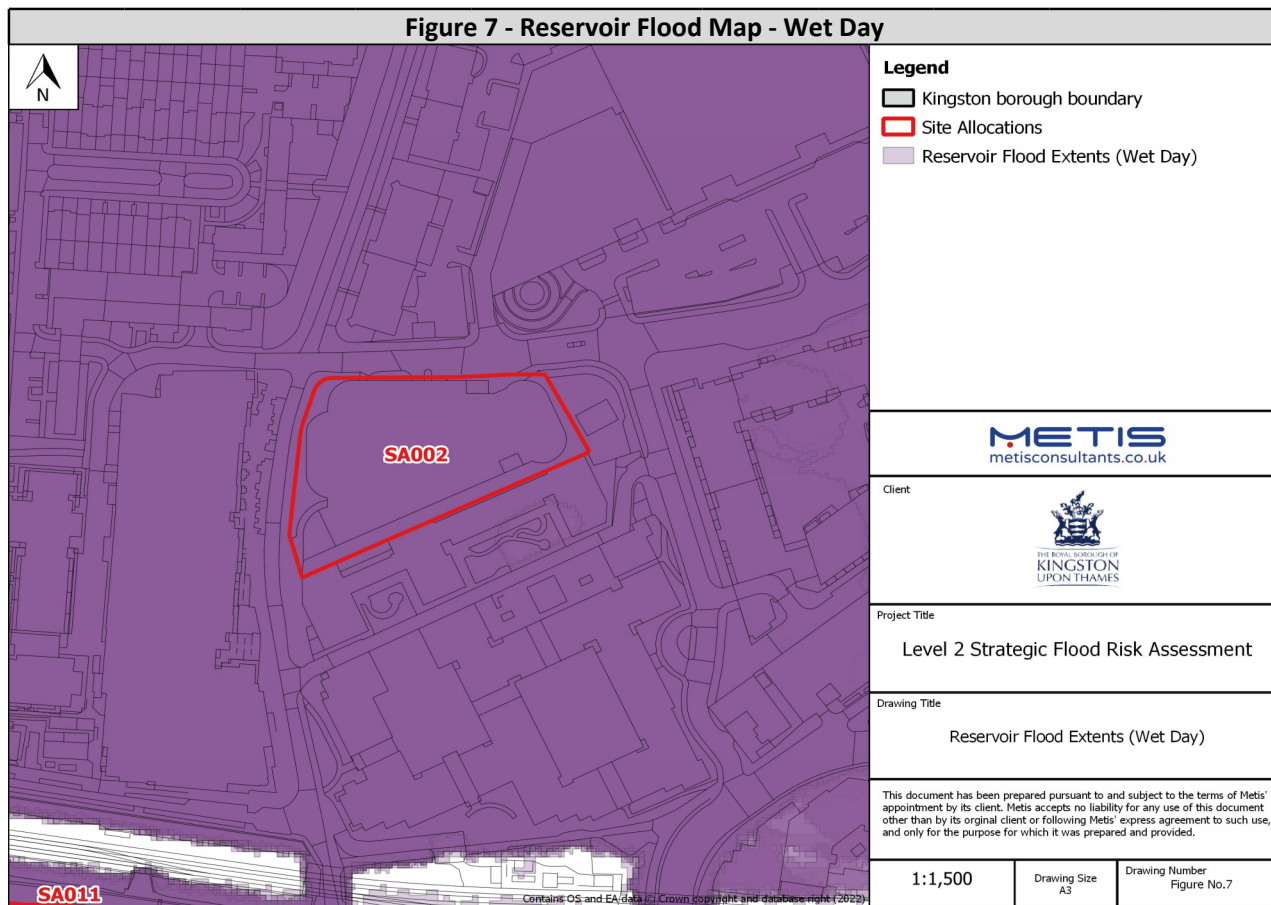 Figure 7 - Reservoir Flood Map - Wet Day
N
SA002
SA011
Contains OS and EA data © Crown copyright and database right (2022)
Legend
Kingston borough boundary
Site Allocations
Reservoir Flood Extents (Wet Day)
METIS
metisconsultants.co.uk
Client
THE ROYAL BOROUGH OF
KINGSTON
UPON THAMES
Project Title
Level 2 Strategic Flood Risk Assessment
Drawing Title
Reservoir Flood Extents (Wet Day)
This document has been prepared pursuant to and subject to the terms of Metis'
appointment by its client. Metis accepts no liability for any use of this document
other than by its orginal client or following Metis' express agreement to such use,
and only for the purpose for which it was prepared and provided.
1:1,500
Drawing Size
A3
Drawing Number
Figure No.7